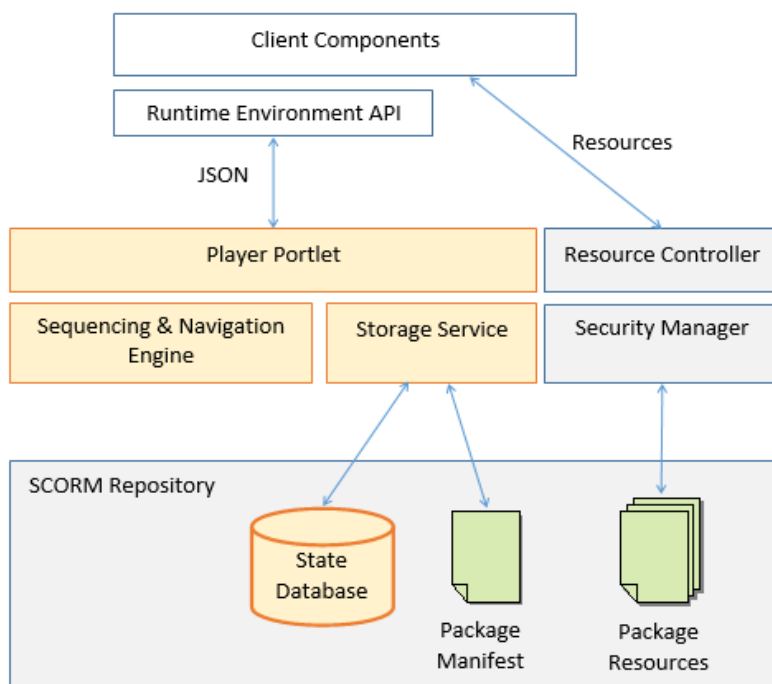 Client Components
Runtime Environment API
Resources
JSON
Player Portlet
Resource Controller
Sequencing & Navigation
Engine
Storage Service
Security Manager
SCORM Repository
State
Database
Package
Manifest
Package
Resources